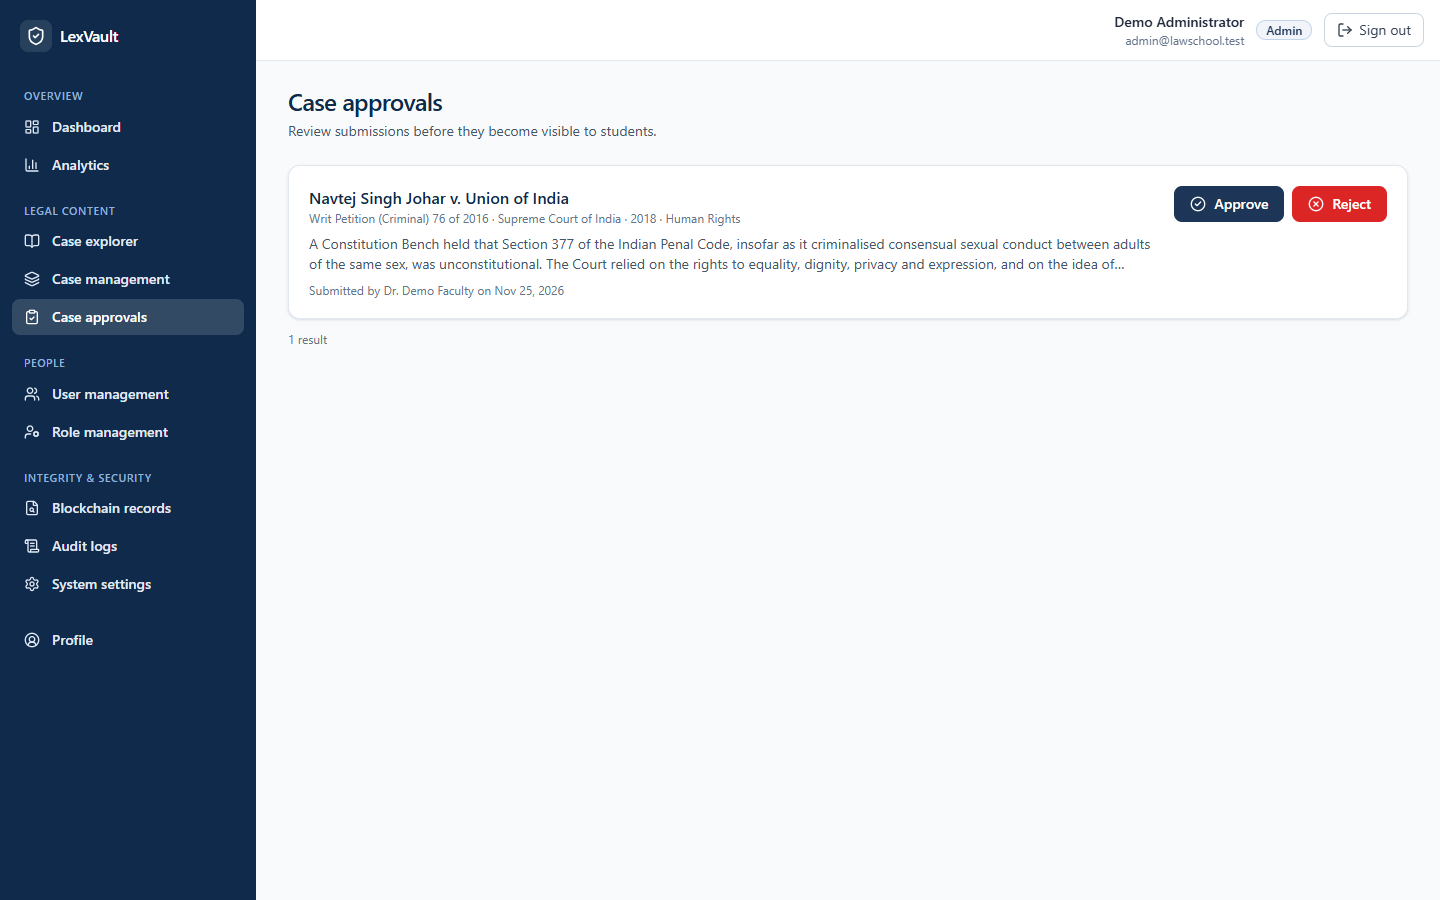 LexVault
OVERVIEW
Dashboard
Analytics
LEGAL CONTENT
Case explorer
Case management
Case approvals
PEOPLE
User management
Role management
INTEGRITY & SECURITY
Blockchain records
Audit logs
System settings
Profile
Demo Administrator
admin@lawschool.test
Admin
Sign out
Case approvals
Review submissions before they become visible to students.
Navtej Singh Johar v. Union of India
Writ Petition (Criminal) 76 of 2016 · Supreme Court of India · 2018 · Human Rights
A Constitution Bench held that Section 377 of the Indian Penal Code, insofar as it criminalised consensual sexual conduct between adults
of the same sex, was unconstitutional. The Court relied on the rights to equality, dignity, privacy and expression, and on the idea of…
Submitted by Dr. Demo Faculty on Nov 25, 2026
Approve
Reject
1 result